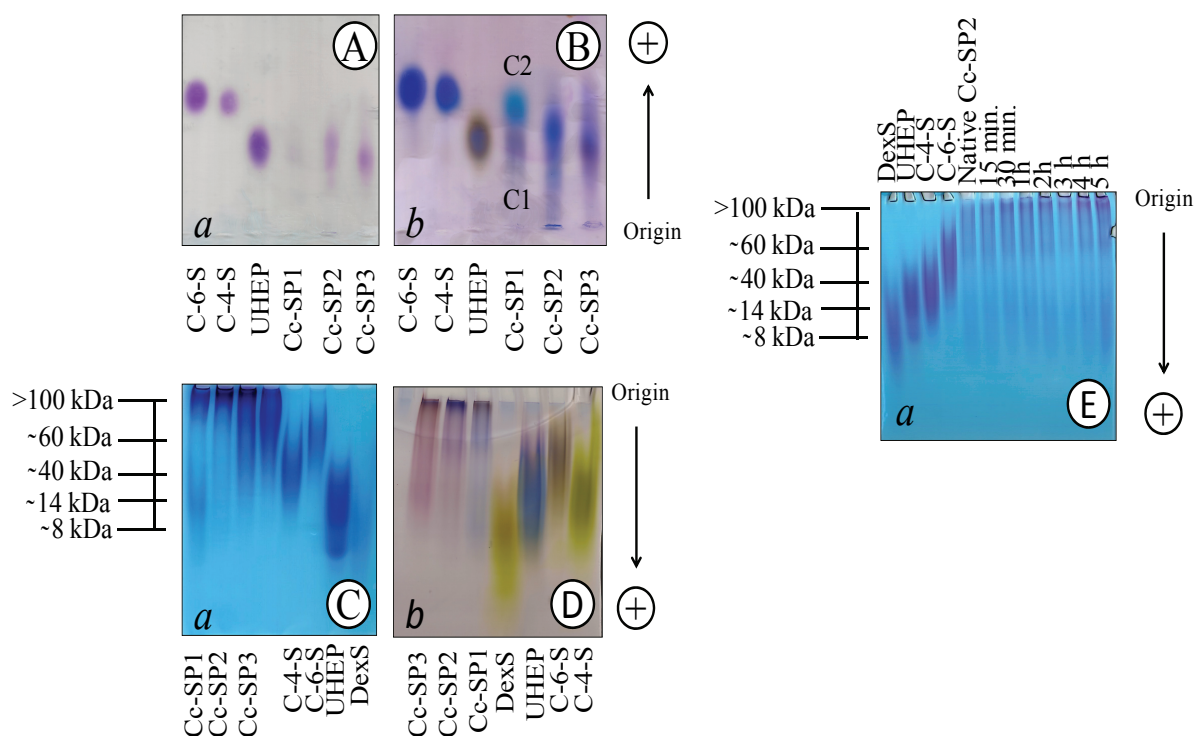 A
B
+
C2
C1
a
b
Origin
C-6-S
C-4-S
UHEP
Cc-SP1
Cc-SP2
Cc-SP3
C-6-S
C-4-S
UHEP
Cc-SP1
Cc-SP2
Cc-SP3
>100 kDa
~60 kDa
~40 kDa
~14 kDa
~8 kDa
a
C
b
D
Origin
+
Cc-SP1
Cc-SP2
Cc-SP3
C-4-S
C-6-S
UHEP
DexS
Cc-SP3
Cc-SP2
Cc-SP1
DexS
UHEP
C-6-S
C-4-S
DexS
UHEP
C-4-S
C-6-S
Native Cc-SP2
15 min.
30 min.
1h
2h
3 h
4 h
5 h
>100 kDa
~60 kDa
~40 kDa
~14 kDa
~8 kDa
a
E
Origin
+